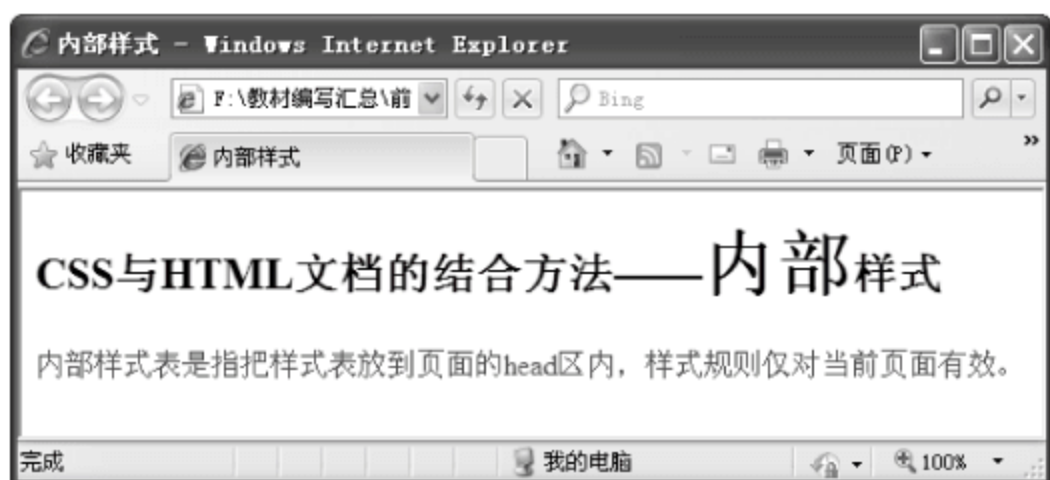 内部样式 - Windows Internet Explorer
F:\教材编写汇总\前 Bing
收藏夹 内部样式 页面(P) »
CSS与HTML文档的结合方法——内部样式
内部样式表是指把样式表放到页面的head区内，样式规则仅对当前页面有效。
完成 我的电脑 100%